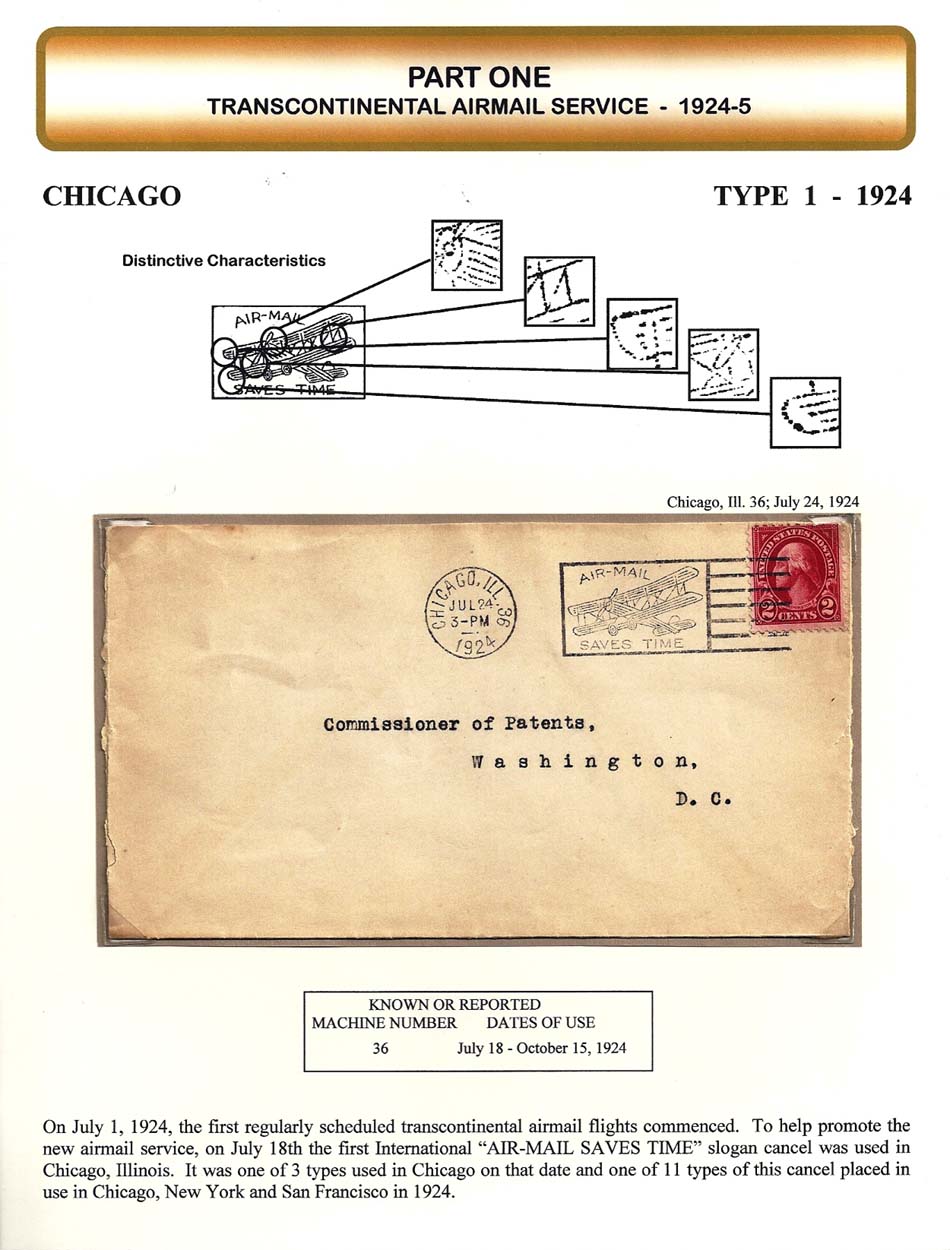 PART ONE
TRANSCONTINENTAL AIRMAIL SERVICE - 1924-5
CHICAGO
TYPE 1 - 1924
Distinctive Characteristics
AIR-MAIL
SAVES TIME
Chicago, Ill. 36; July 24, 1924
CHICAGO, ILL. 36
JUL 24
3-PM
1924
AIR-MAIL
SAVES TIME
UNITED STATES POSTAGE
2 CENTS 2
Commissioner of Patents,
Washington,
D. C.
KNOWN OR REPORTED
MACHINE NUMBER DATES OF USE
36 July 18 - October 15, 1924
On July 1, 1924, the first regularly scheduled transcontinental airmail flights commenced. To help promote the
new airmail service, on July 18th the first International “AIR-MAIL SAVES TIME” slogan cancel was used in
Chicago, Illinois. It was one of 3 types used in Chicago on that date and one of 11 types of this cancel placed in
use in Chicago, New York and San Francisco in 1924.